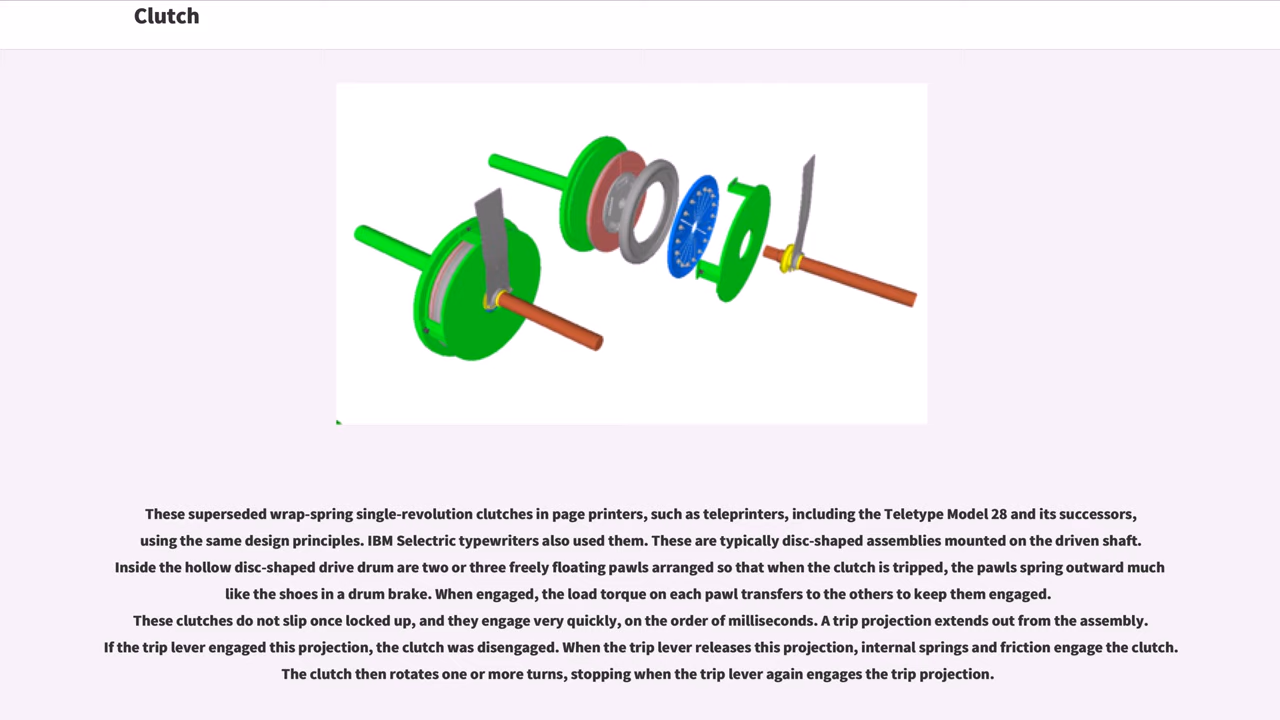 Clutch
These superseded wrap-spring single-revolution clutches in page printers, such as teleprinters, including the Teletype Model 28 and its successors,
using the same design principles. IBM Selectric typewriters also used them. These are typically disc-shaped assemblies mounted on the driven shaft.
Inside the hollow disc-shaped drive drum are two or three freely floating pawls arranged so that when the clutch is tripped, the pawls spring outward much
like the shoes in a drum brake. When engaged, the load torque on each pawl transfers to the others to keep them engaged.
These clutches do not slip once locked up, and they engage very quickly, on the order of milliseconds. A trip projection extends out from the assembly.
If the trip lever engaged this projection, the clutch was disengaged. When the trip lever releases this projection, internal springs and friction engage the clutch.
The clutch then rotates one or more turns, stopping when the trip lever again engages the trip projection.